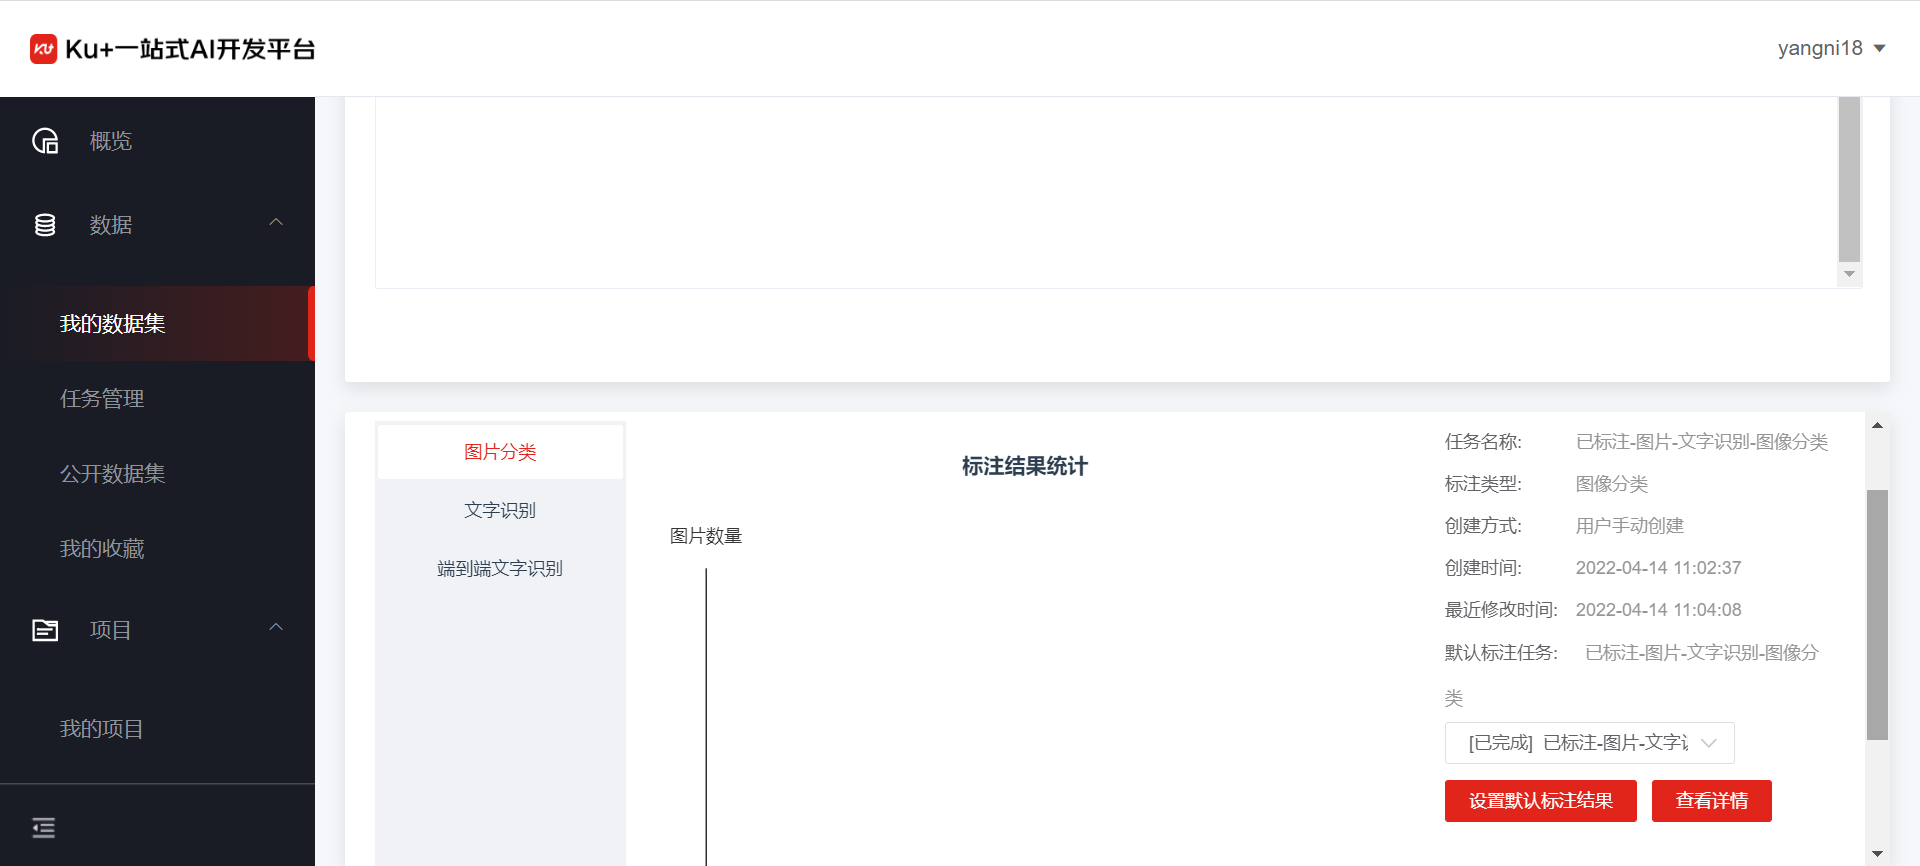 Ku+一站式AI开发平台
yangni18
概览
数据
我的数据集
任务管理
公开数据集
我的收藏
项目
我的项目
图片分类
文字识别
端到端文字识别
标注结果统计
图片数量
任务名称: 已标注-图片-文字识别-图像分类
标注类型: 图像分类
创建方式: 用户手动创建
创建时间: 2022-04-14 11:02:37
最近修改时间: 2022-04-14 11:04:08
默认标注任务: 已标注-图片-文字识别-图像分
类
[已完成] 已标注-图片-文字
设置默认标注结果 查看详情